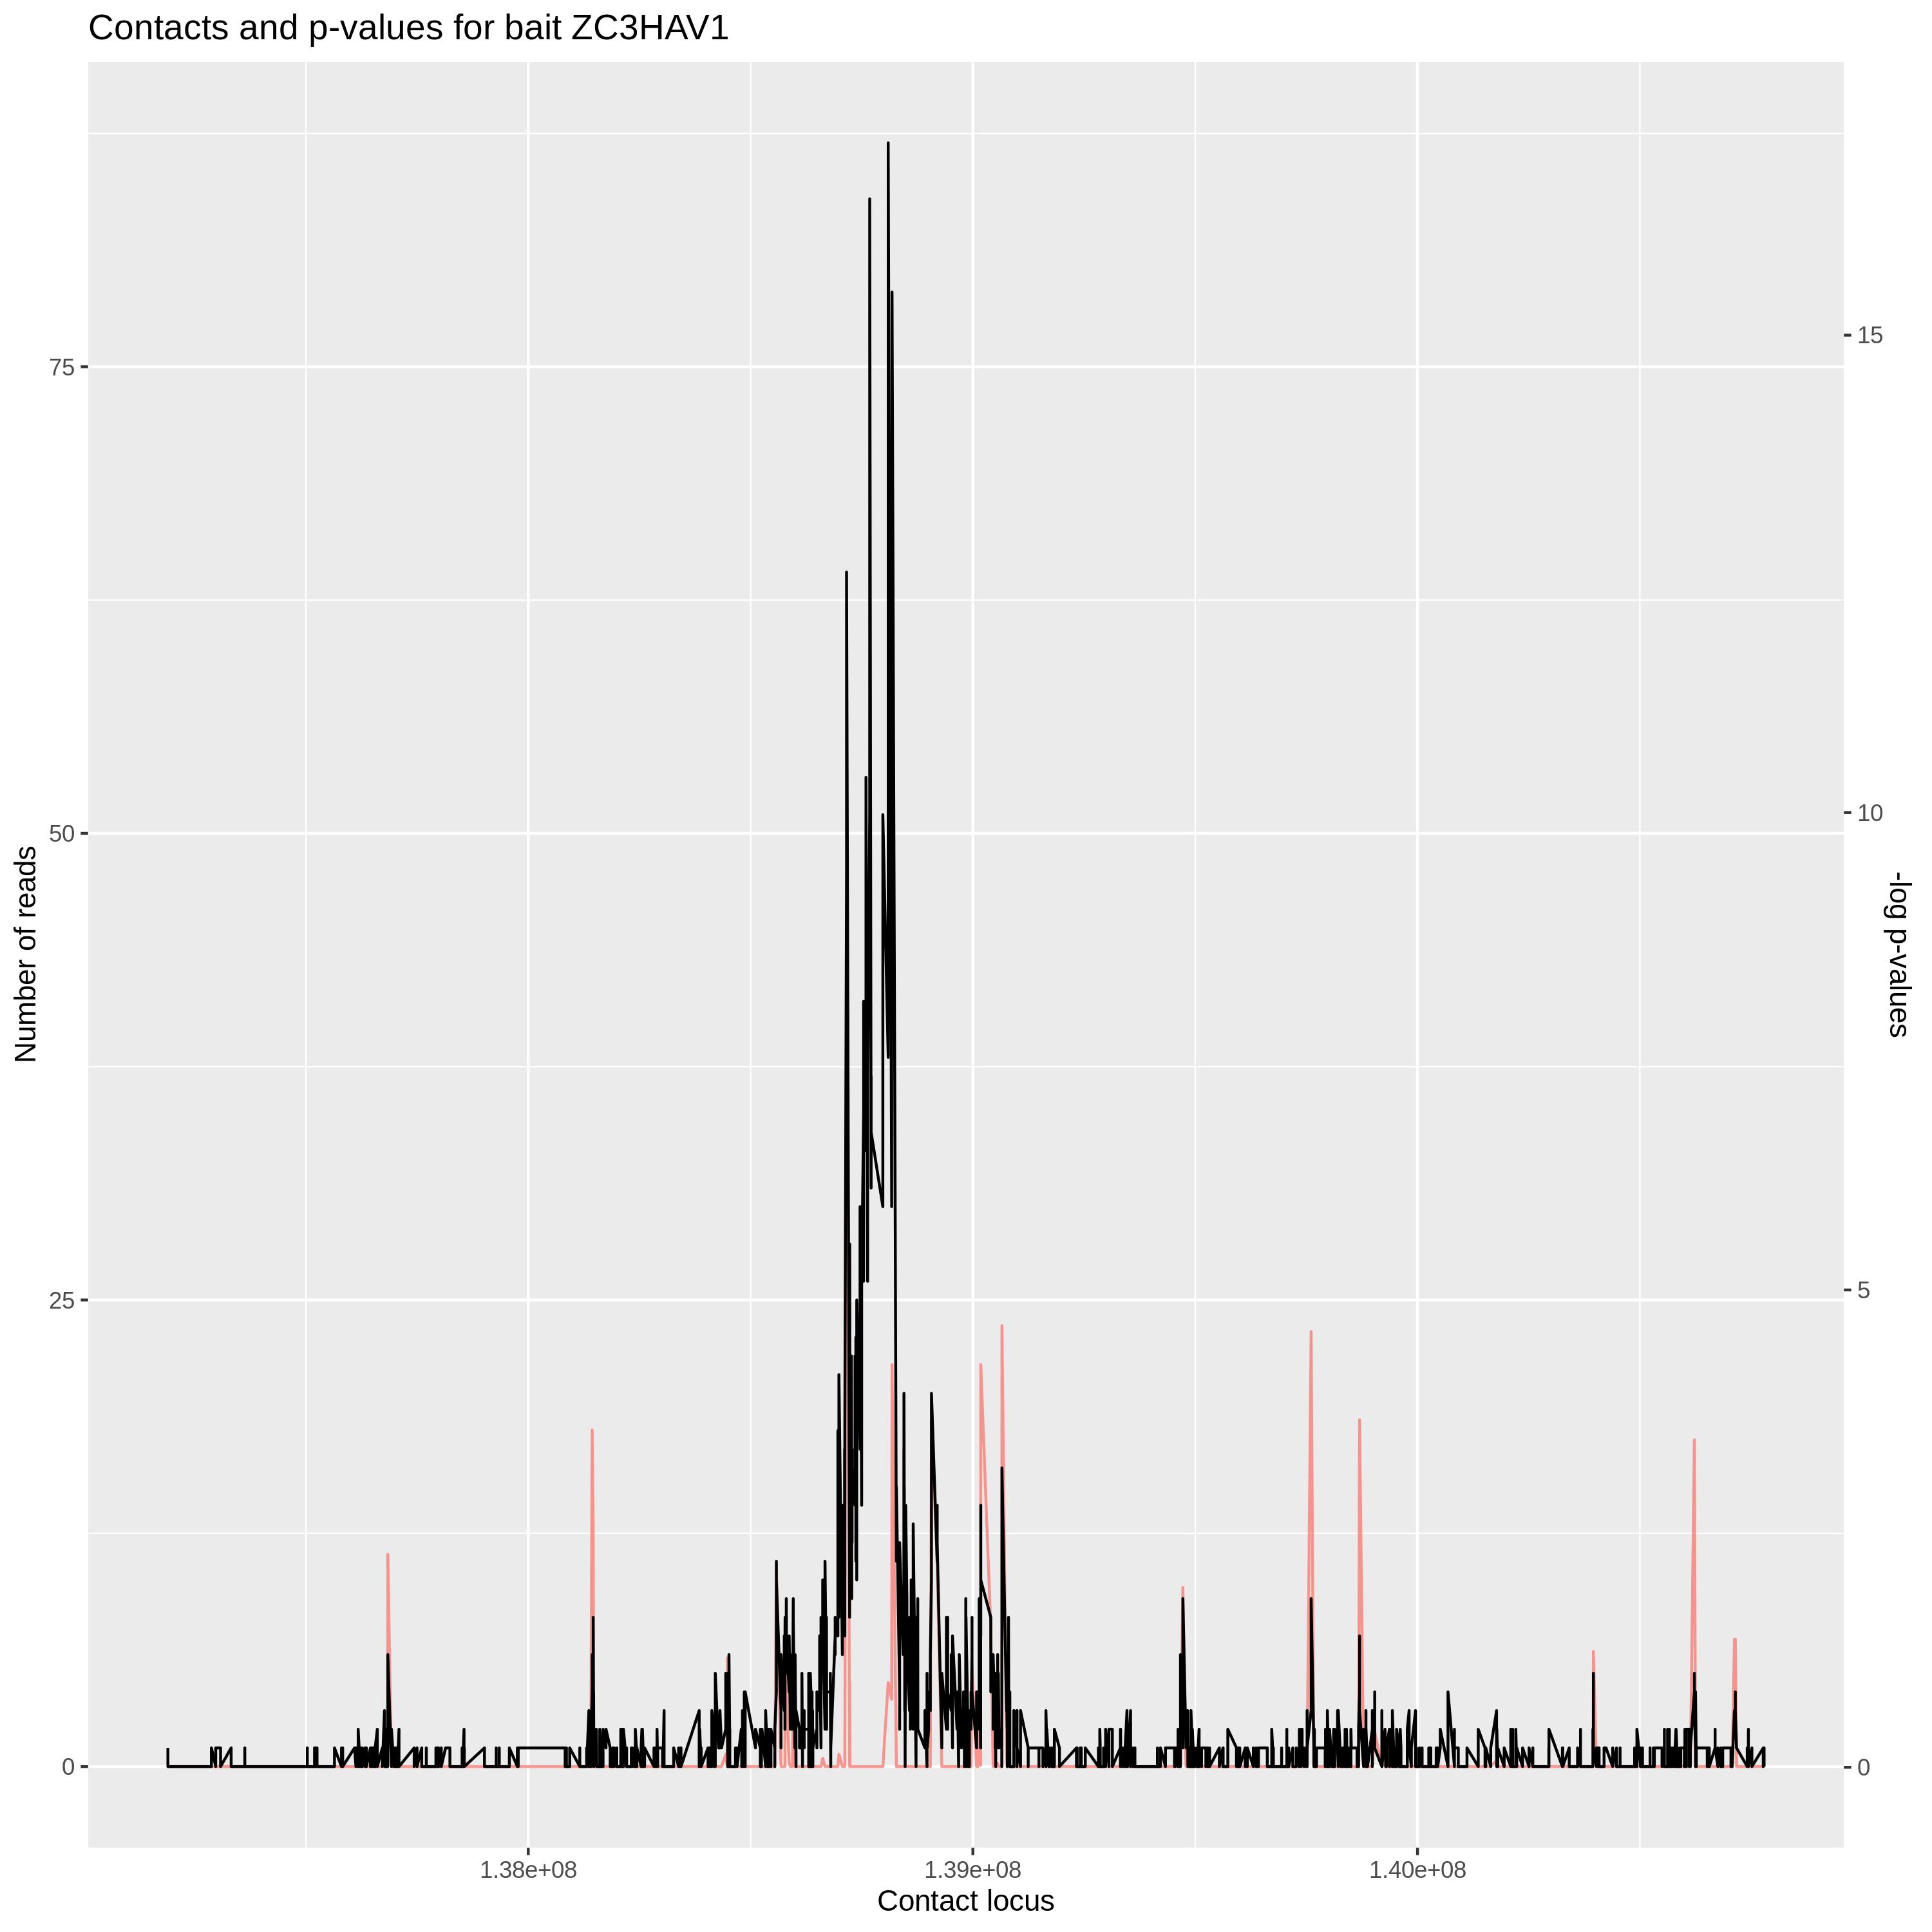 Contacts and p-values for bait ZC3HAV1
75
50
25
0
Number of reads
15
10
5
0
-log p-values
1.38e+08
1.39e+08
1.40e+08
Contact locus